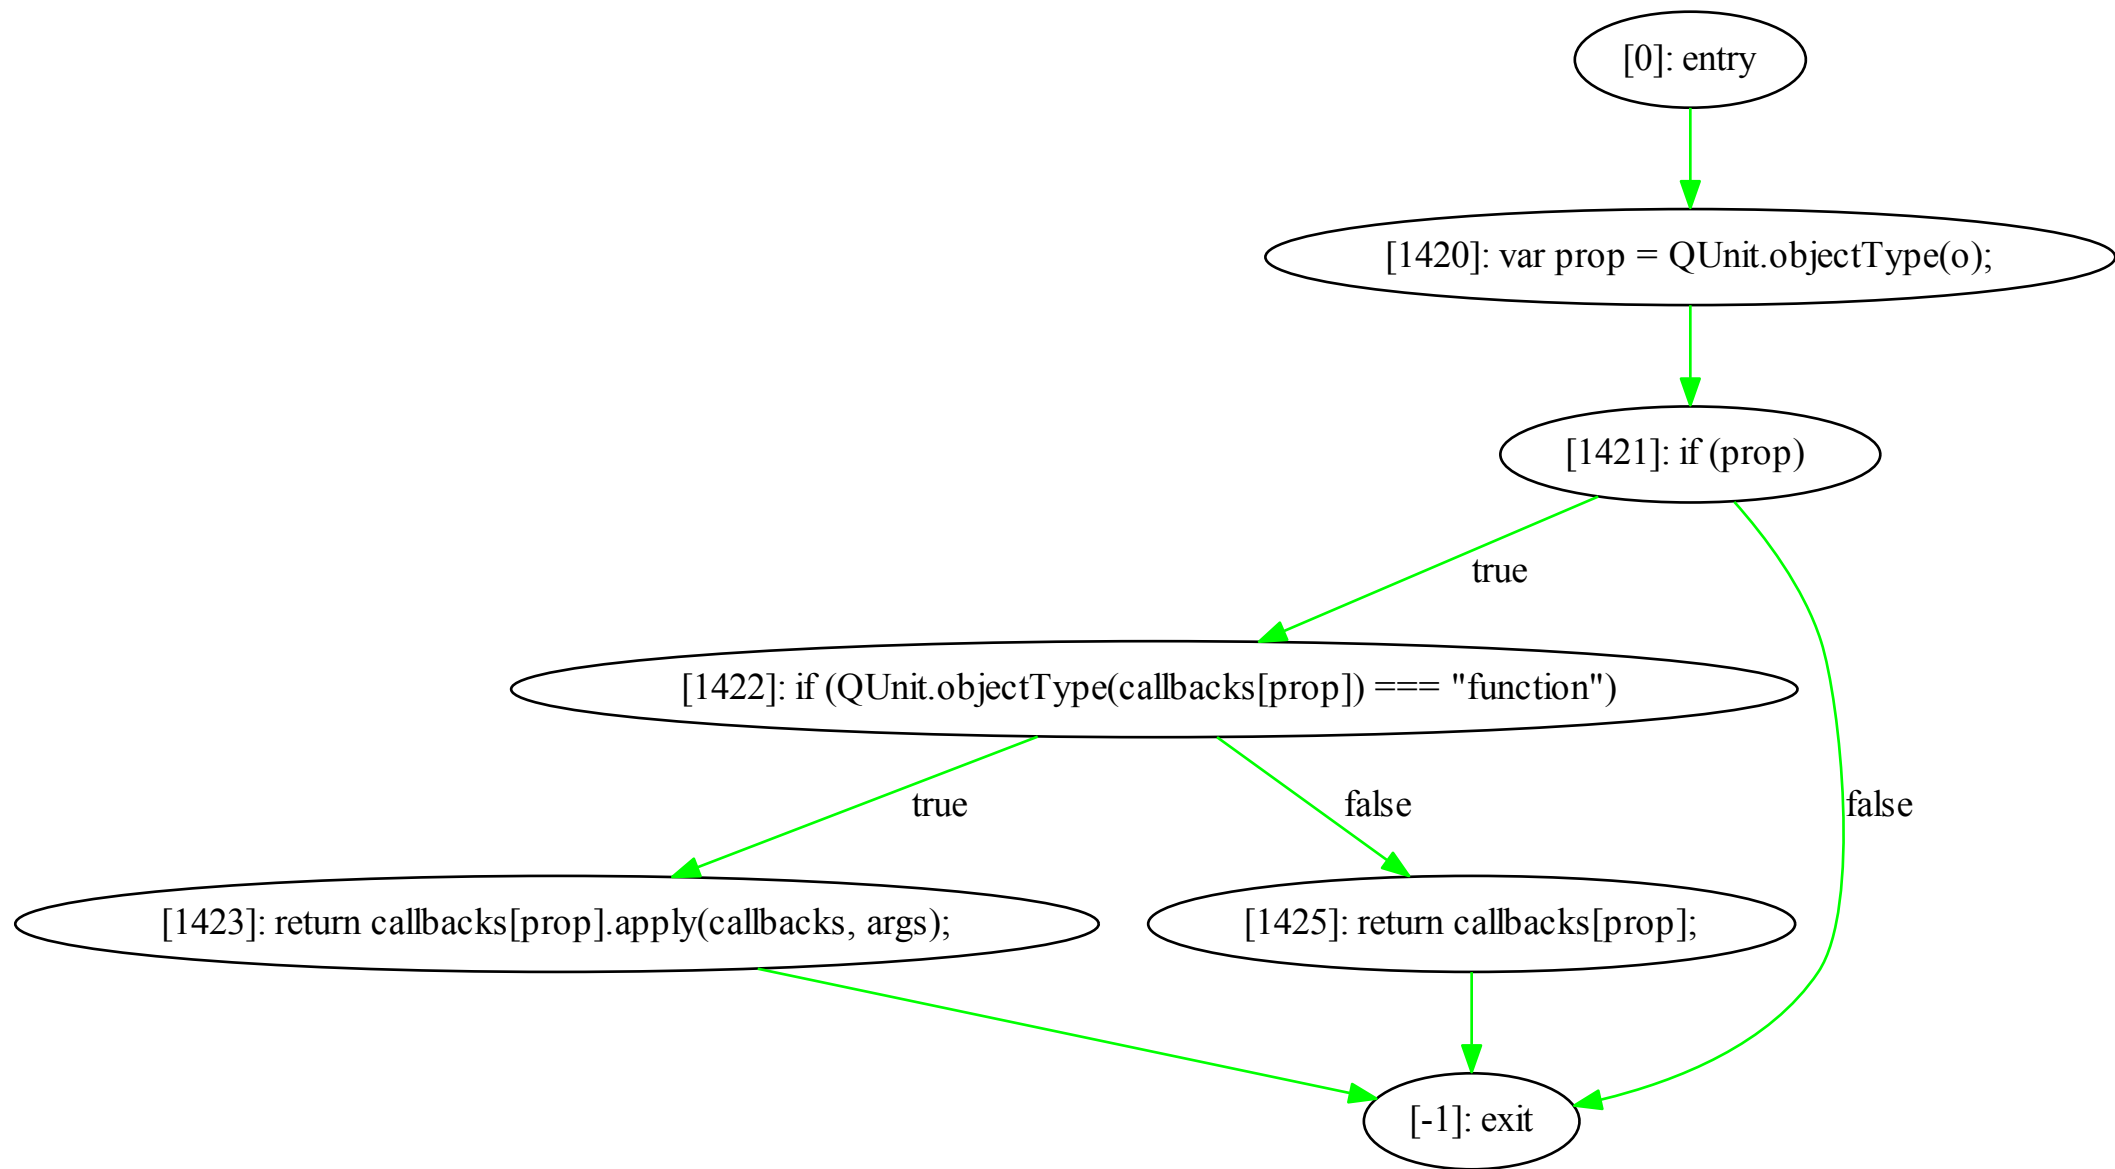 [0]: entry
[1420]: var prop = QUnit.objectType(o);
[1421]: if (prop)
true
[1422]: if (QUnit.objectType(callbacks[prop]) === "function")
true
false
false
[1423]: return callbacks[prop].apply(callbacks, args);
[1425]: return callbacks[prop];
[-1]: exit